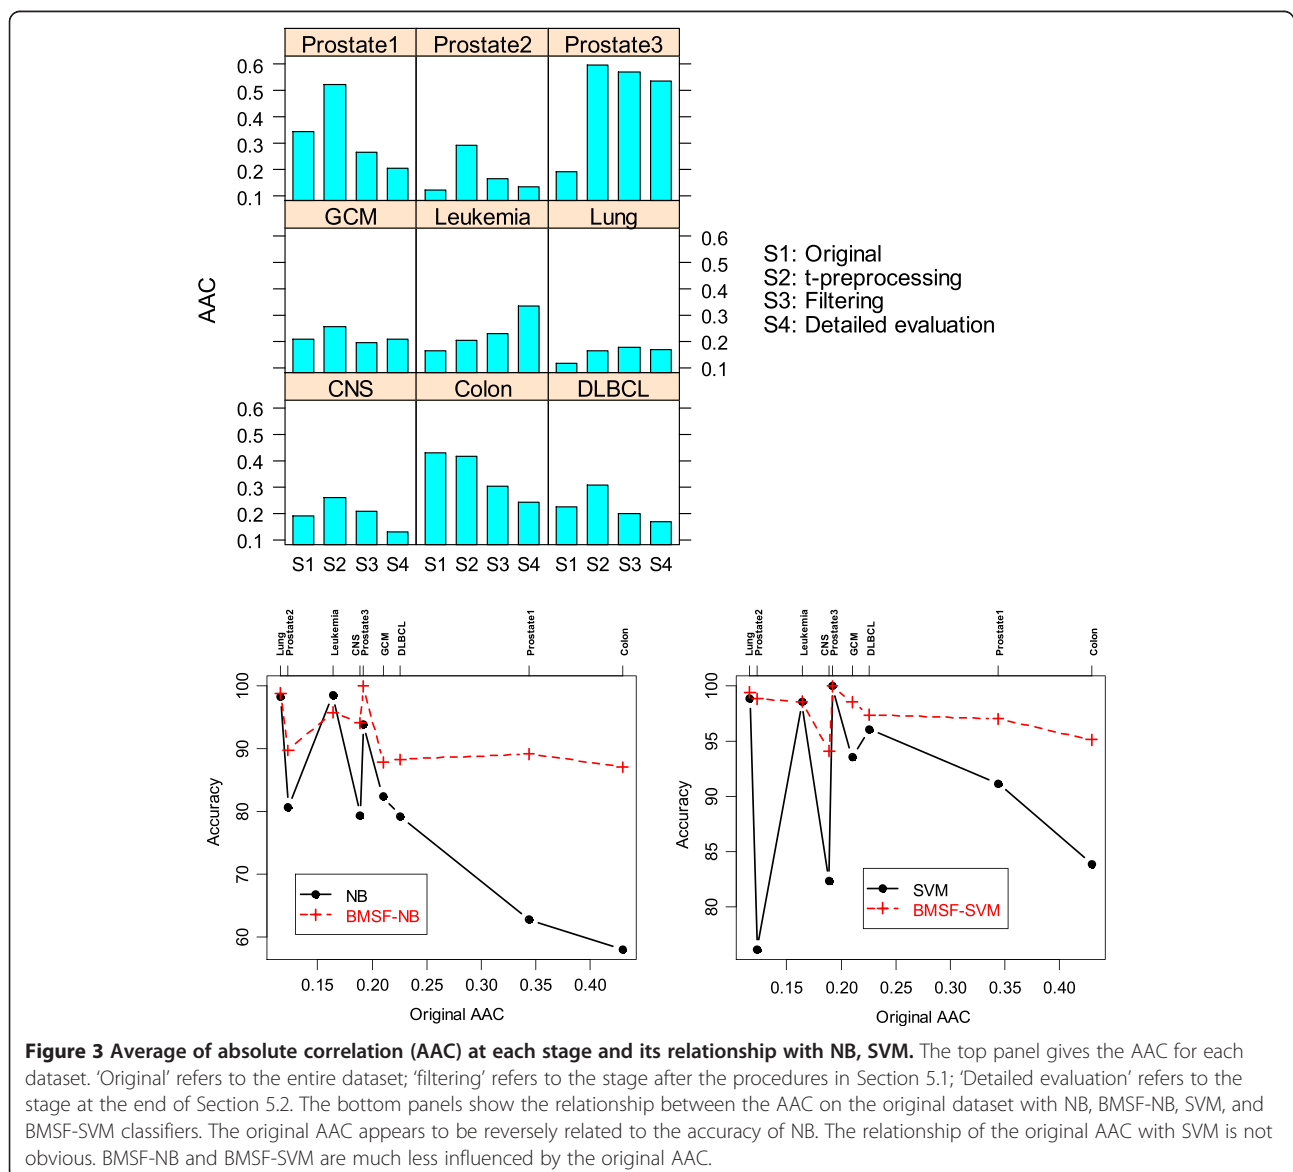 Prostate1 Prostate2 Prostate3
0.6
0.5
0.4
0.3
0.2
0.1
GCM Leukemia Lung
0.6
0.5
0.4
0.3
0.2
0.1
AAC
S1: Original
S2: t-preprocessing
S3: Filtering
S4: Detailed evaluation
CNS Colon DLBCL
0.6
0.5
0.4
0.3
0.2
0.1
S1 S2 S3 S4 S1 S2 S3 S4 S1 S2 S3 S4
Lung Prostate2 Leukemia CNS Prostate3 GCM DLBCL Prostate1 Colon
100
90
80
70
60
Accuracy
NB
BMSF-NB
0.15 0.20 0.25 0.30 0.35 0.40
Original AAC
Lung Prostate2 Leukemia CNS Prostate3 GCM DLBCL Prostate1 Colon
100
95
90
85
80
Accuracy
SVM
BMSF-SVM
0.15 0.20 0.25 0.30 0.35 0.40
Original AAC
Figure 3 Average of absolute correlation (AAC) at each stage and its relationship with NB, SVM. The top panel gives the AAC for each
dataset. ‘Original’ refers to the entire dataset; ‘filtering’ refers to the stage after the procedures in Section 5.1; ‘Detailed evaluation’ refers to the
stage at the end of Section 5.2. The bottom panels show the relationship between the AAC on the original dataset with NB, BMSF-NB, SVM, and
BMSF-SVM classifiers. The original AAC appears to be reversely related to the accuracy of NB. The relationship of the original AAC with SVM is not
obvious. BMSF-NB and BMSF-SVM are much less influenced by the original AAC.